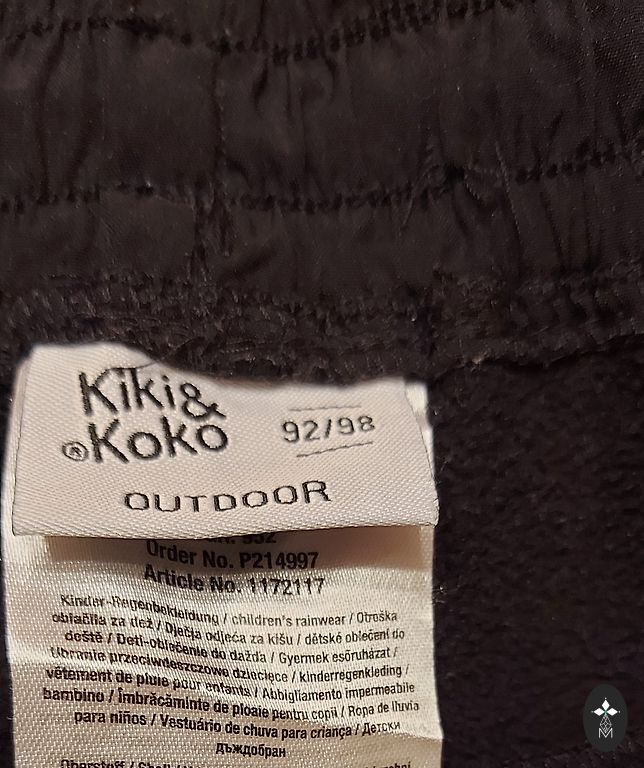 Kiki&
®Koko
92/98
OUTDOOR
Order No. P214997
Article No. 1172117
Kinder-Regenbekleidung / children's rainwear / Otroška
oblačila za dež / Dječja odjeća za kišu / dětské oblečení do
deště / Deti-oblečenie do dažďa / Gyermek esőruházat /
Ubranie przeciwdeszczowe dziecięce / kinderregenkleding /
vêtement de pluie pour enfants / Abbigliamento impermeabile
bambino / Îmbrăcăminte de ploaie pentru copii / Ropa de lluvia
para niños / Vestuário de chuva para criança / Детски
дъждобран
M